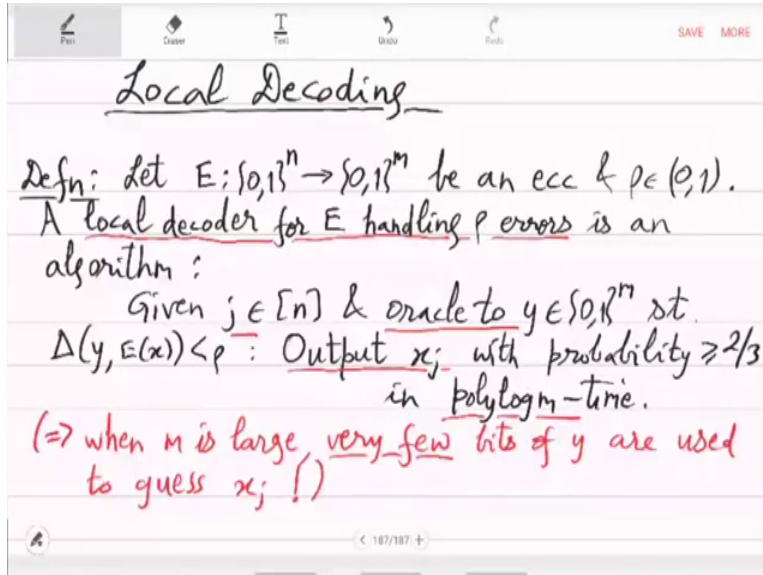 Pen Eraser Text Undo Redo SAVE MORE
Local Decoding
Defn: Let E: {0,1}^n → {0,1}^m be an ecc & ρ ∈ (0,1).
A local decoder for E handling ρ errors is an
algorithm :
Given j ∈ [n] & oracle to y ∈ {0,1}^m st.
Δ(y, E(x)) < ρ : Output x_j with probability ≥ 2/3
in polylog m - time.
(⇒ when m is large, very few bits of y are used
to guess x_j !)
< 187/187 +